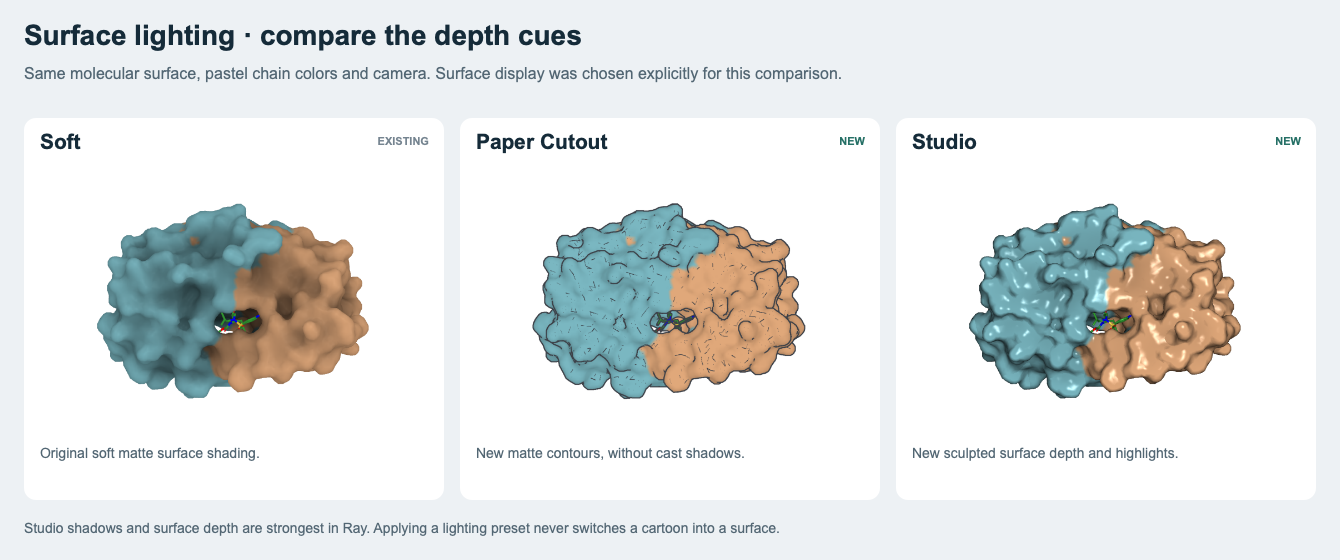 Surface lighting · compare the depth cues
Same molecular surface, pastel chain colors and camera. Surface display was chosen explicitly for this comparison.
Soft
EXISTING
Original soft matte surface shading.
Paper Cutout
NEW
New matte contours, without cast shadows.
Studio
NEW
New sculpted surface depth and highlights.
Studio shadows and surface depth are strongest in Ray. Applying a lighting preset never switches a cartoon into a surface.